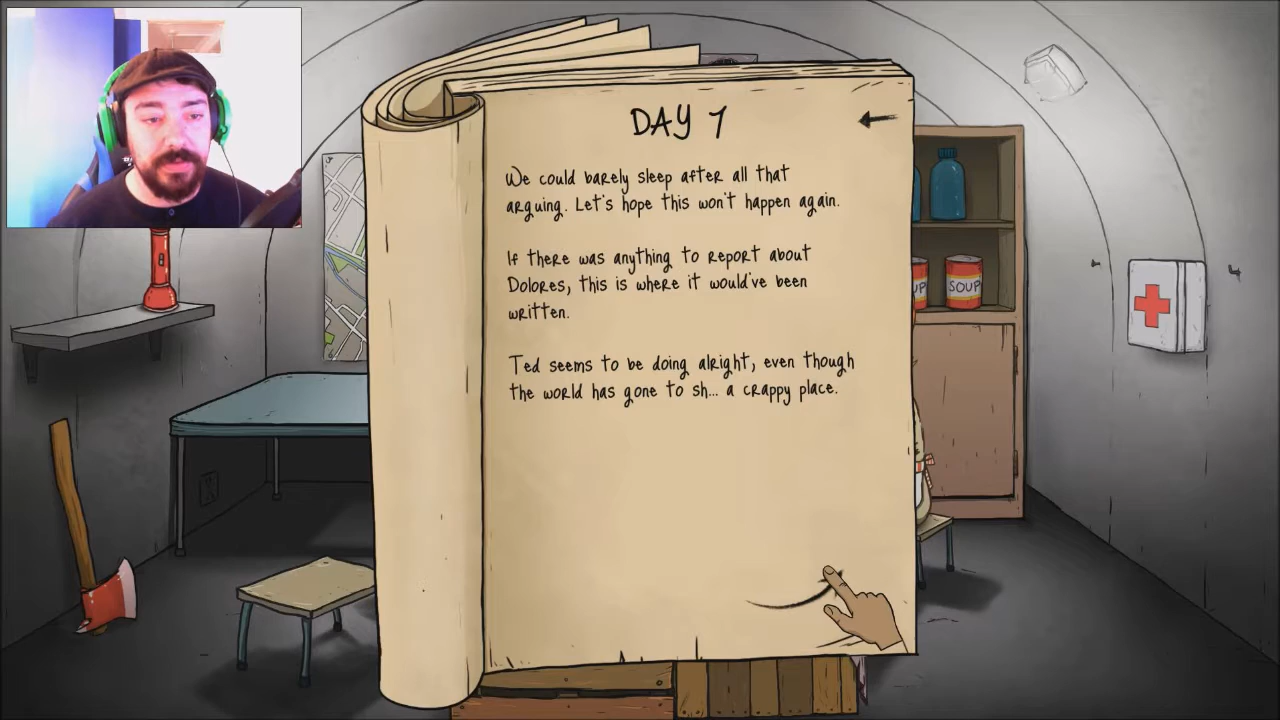 DAY 7
We could barely sleep after all that
arguing. Let's hope this won't happen again.
If there was anything to report about
Dolores, this is where it would've been
written.
Ted seems to be doing alright, even though
the world has gone to sh... a crappy place.
UP
SOUP